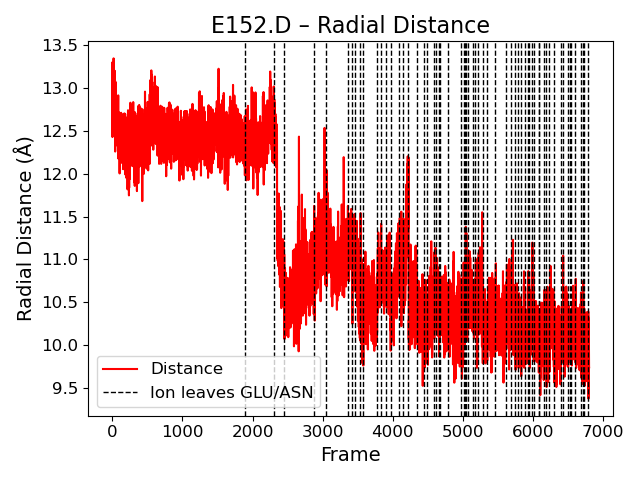 E152.D – Radial Distance
13.5
13.0
12.5
12.0
11.5
11.0
10.5
10.0
9.5
Radial Distance (Å)
Distance
Ion leaves GLU/ASN
0 1000 2000 3000 4000 5000 6000 7000
Frame